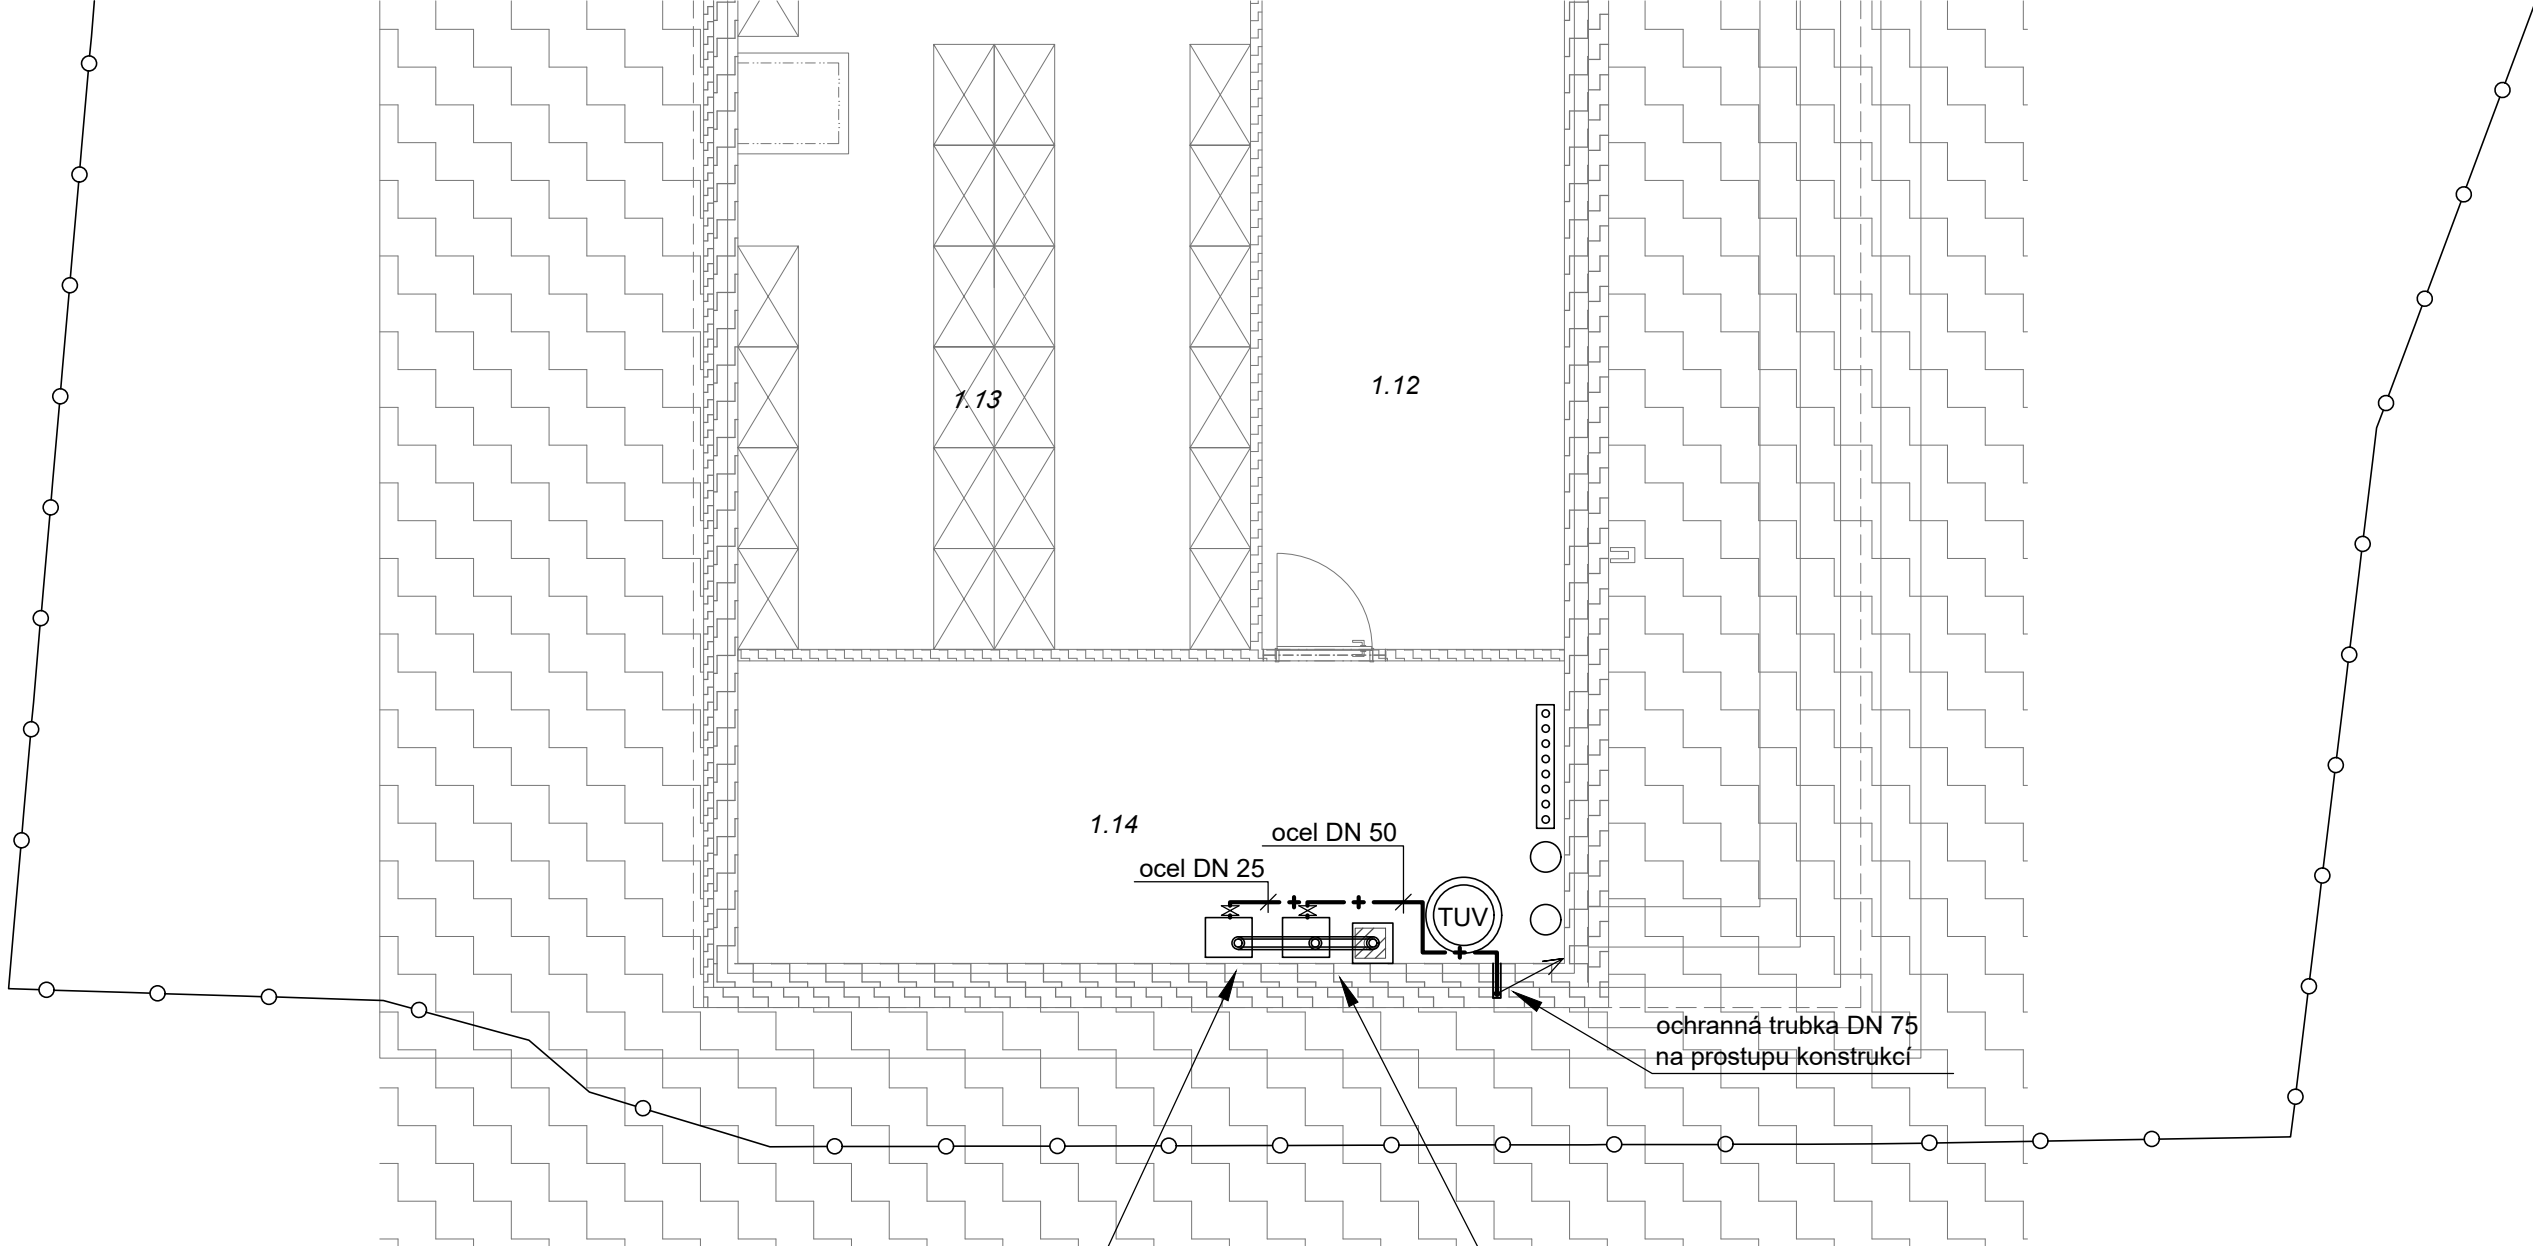 1.13
1.12
1.14
ocel DN 50
ocel DN 25
TUV
ochranná trubka DN 75
na prostupu konstrukcí